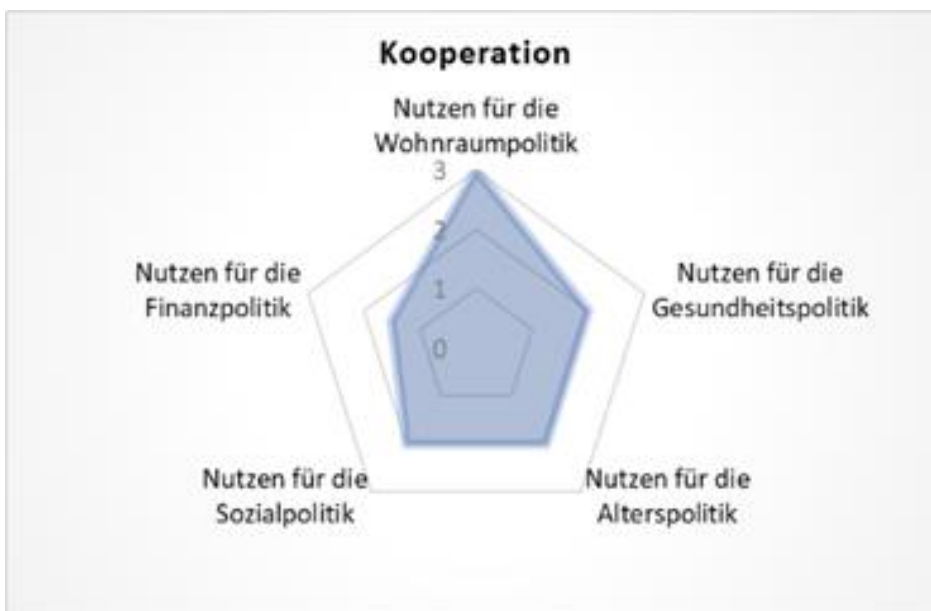 Kooperation
Nutzen für die
Wohnraumpolitik
3
2
1
0
Nutzen für die
Gesundheitspolitik
Nutzen für die
Alterspolitik
Nutzen für die
Sozialpolitik
Nutzen für die
Finanzpolitik